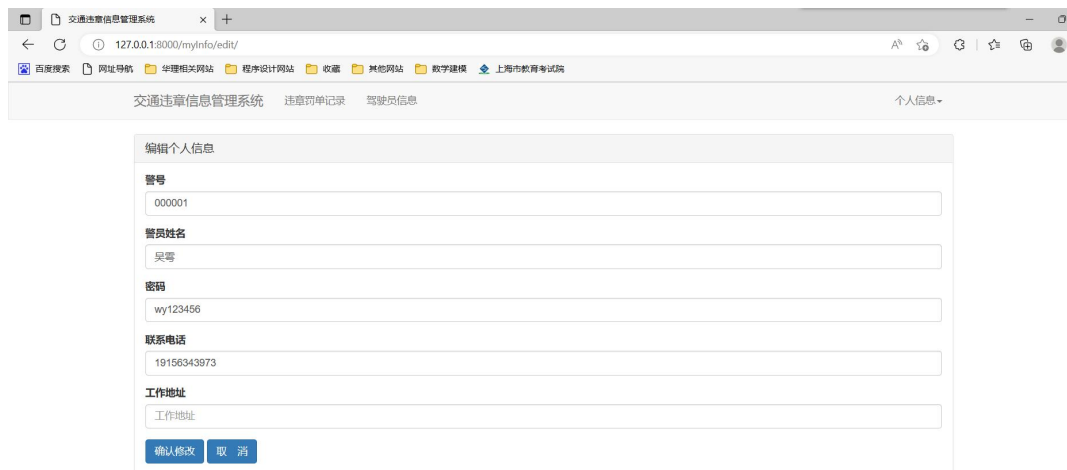 交通违章信息管理系统
127.0.0.1:8000/myInfo/edit/
百度搜索 网址导航 华理相关网站 程序设计网站 收藏 其他网站 数学建模 上海市教育考试院
交通违章信息管理系统 违章罚单记录 驾驶员信息 个人信息
编辑个人信息
警号
000001
警员姓名
吴雩
密码
wy123456
联系电话
19156343973
工作地址
工作地址
确认修改 取 消